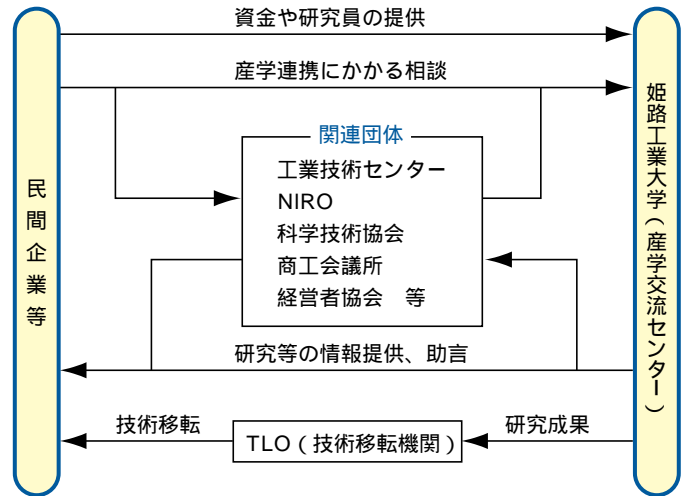 資金や研究員の提供
産学連携にかかる相談
関連団体
工業技術センター
NIRO
科学技術協会
商工会議所
経営者協会　等
民間企業等
姫路工業大学(産学交流センター)
研究等の情報提供、助言
技術移転
TLO(技術移転機関)
研究成果